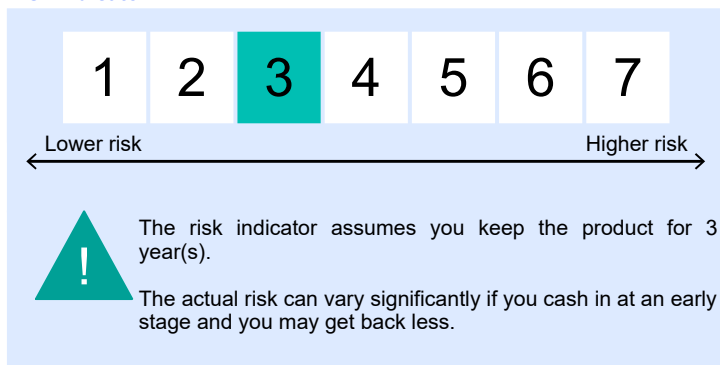 1 2 3 4 5 6 7
Lower risk Higher risk
The risk indicator assumes you keep the product for 3
year(s).
!
The actual risk can vary significantly if you cash in at an early
stage and you may get back less.